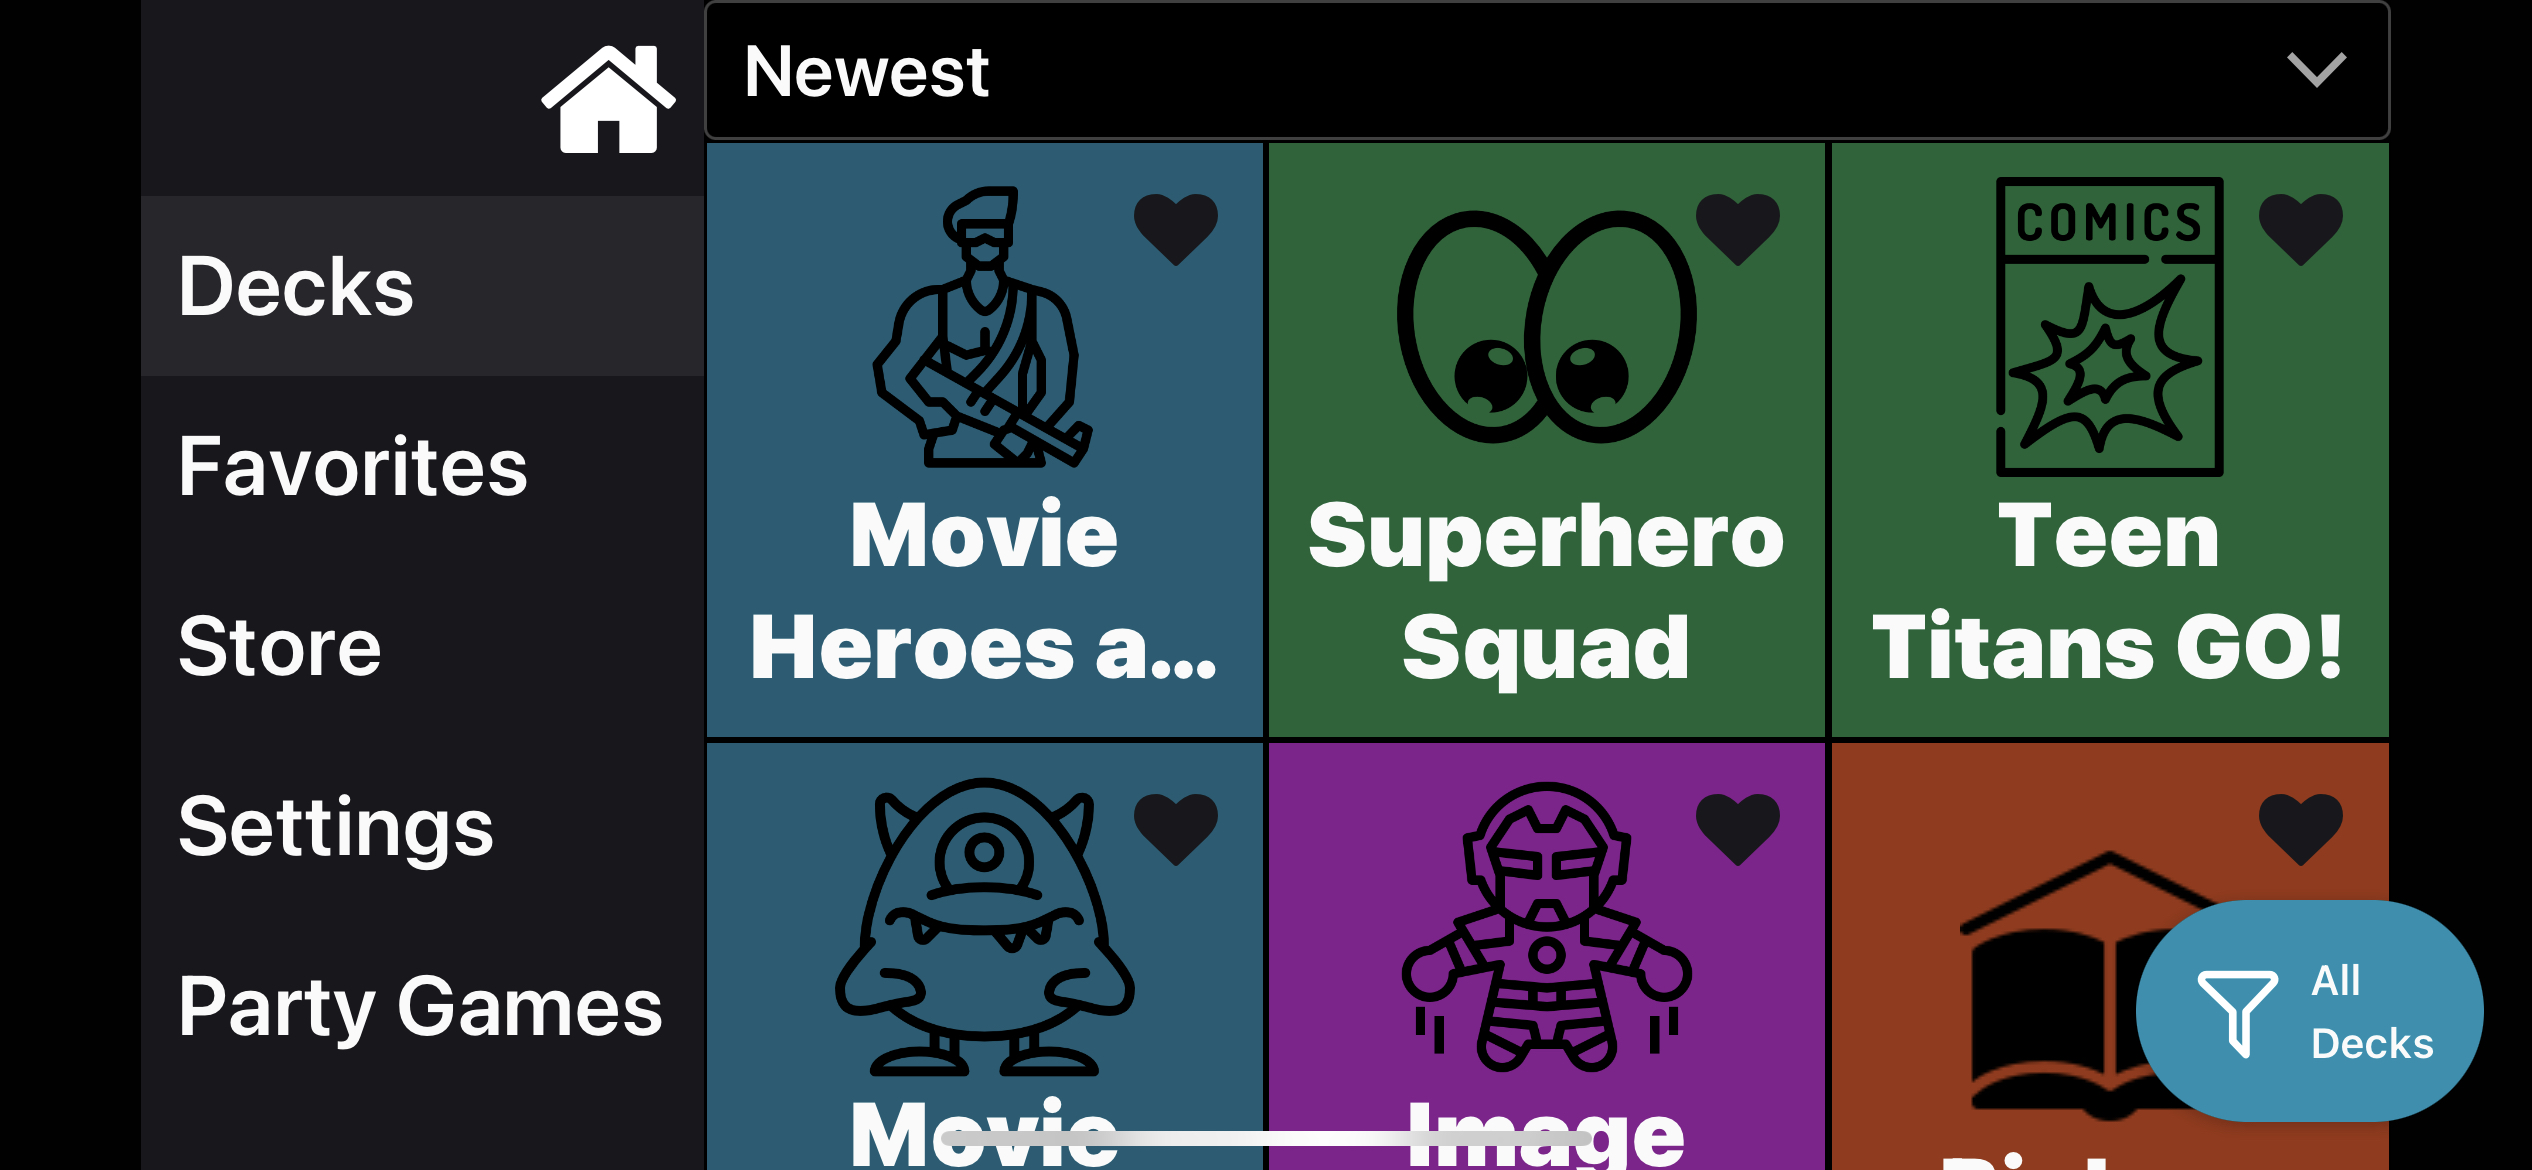 Newest
Decks
Favorites
Store
Settings
Party Games
COMICS
Movie
Heroes a...
Superhero
Squad
Teen
Titans GO!
Movie
Image
All
Decks